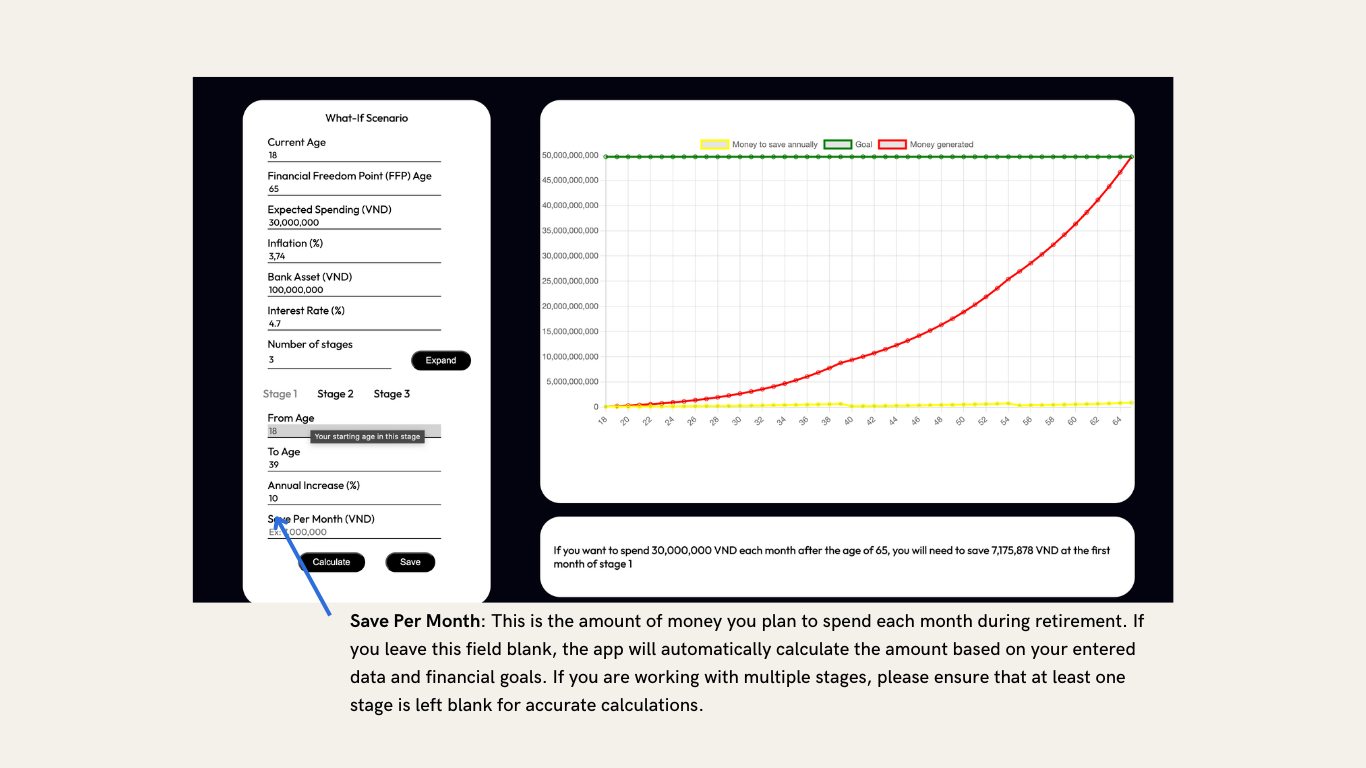 What-If Scenario
Current Age
18
Financial Freedom Point (FFP) Age
65
Expected Spending (VND)
30,000,000
Inflation (%)
3,74
Bank Asset (VND)
100,000,000
Interest Rate (%)
4.7
Number of stages
3
Expand
Stage 1 Stage 2 Stage 3
From Age
18
Your starting age in this stage
To Age
39
Annual Increase (%)
10
Save Per Month (VND)
Calculate Save
Money to save annually Goal Money generated
50,000,000,000
45,000,000,000
40,000,000,000
35,000,000,000
30,000,000,000
25,000,000,000
20,000,000,000
15,000,000,000
10,000,000,000
5,000,000,000
0
18 20 22 24 26 28 30 32 34 36 38 40 42 44 46 48 50 52 54 56 58 60 62 64
If you want to spend 30,000,000 VND each month after the age of 65, you will need to save 7,175,878 VND at the first
month of stage 1
Save Per Month: This is the amount of money you plan to spend each month during retirement. If
you leave this field blank, the app will automatically calculate the amount based on your entered
data and financial goals. If you are working with multiple stages, please ensure that at least one
stage is left blank for accurate calculations.